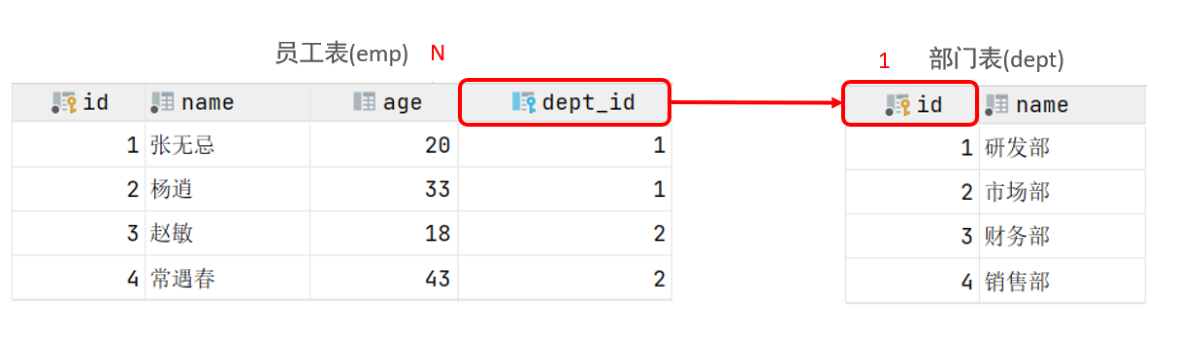 员工表(emp) N
1 部门表(dept)
id name age dept_id
1 张无忌 20 1
2 杨逍 33 1
3 赵敏 18 2
4 常遇春 43 2
id name
1 研发部
2 市场部
3 财务部
4 销售部